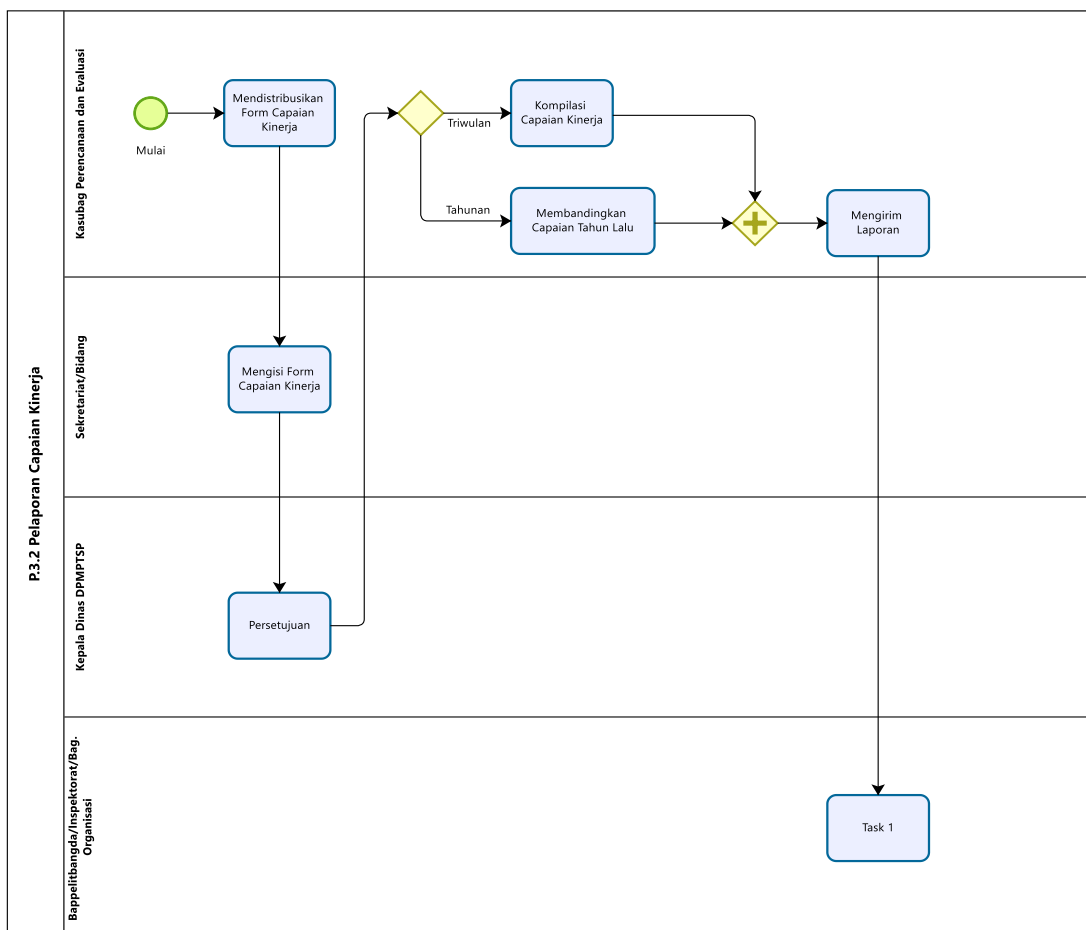 P.3.2 Pelaporan Capaian Kinerja
Kasubag Perencanaan dan Evaluasi
Mulai
Mendistribusikan
Form Capaian
Kinerja
Triwulan
Kompilasi
Capaian Kinerja
Tahunan
Membandingkan
Capaian Tahun Lalu
Mengirim
Laporan
Sekretariat/Bidang
Mengisi Form
Capaian Kinerja
Kepala Dinas DPMPTSP
Persetujuan
Bappelitbangda/Inspektorat/Bag.
Organisasi
Task 1